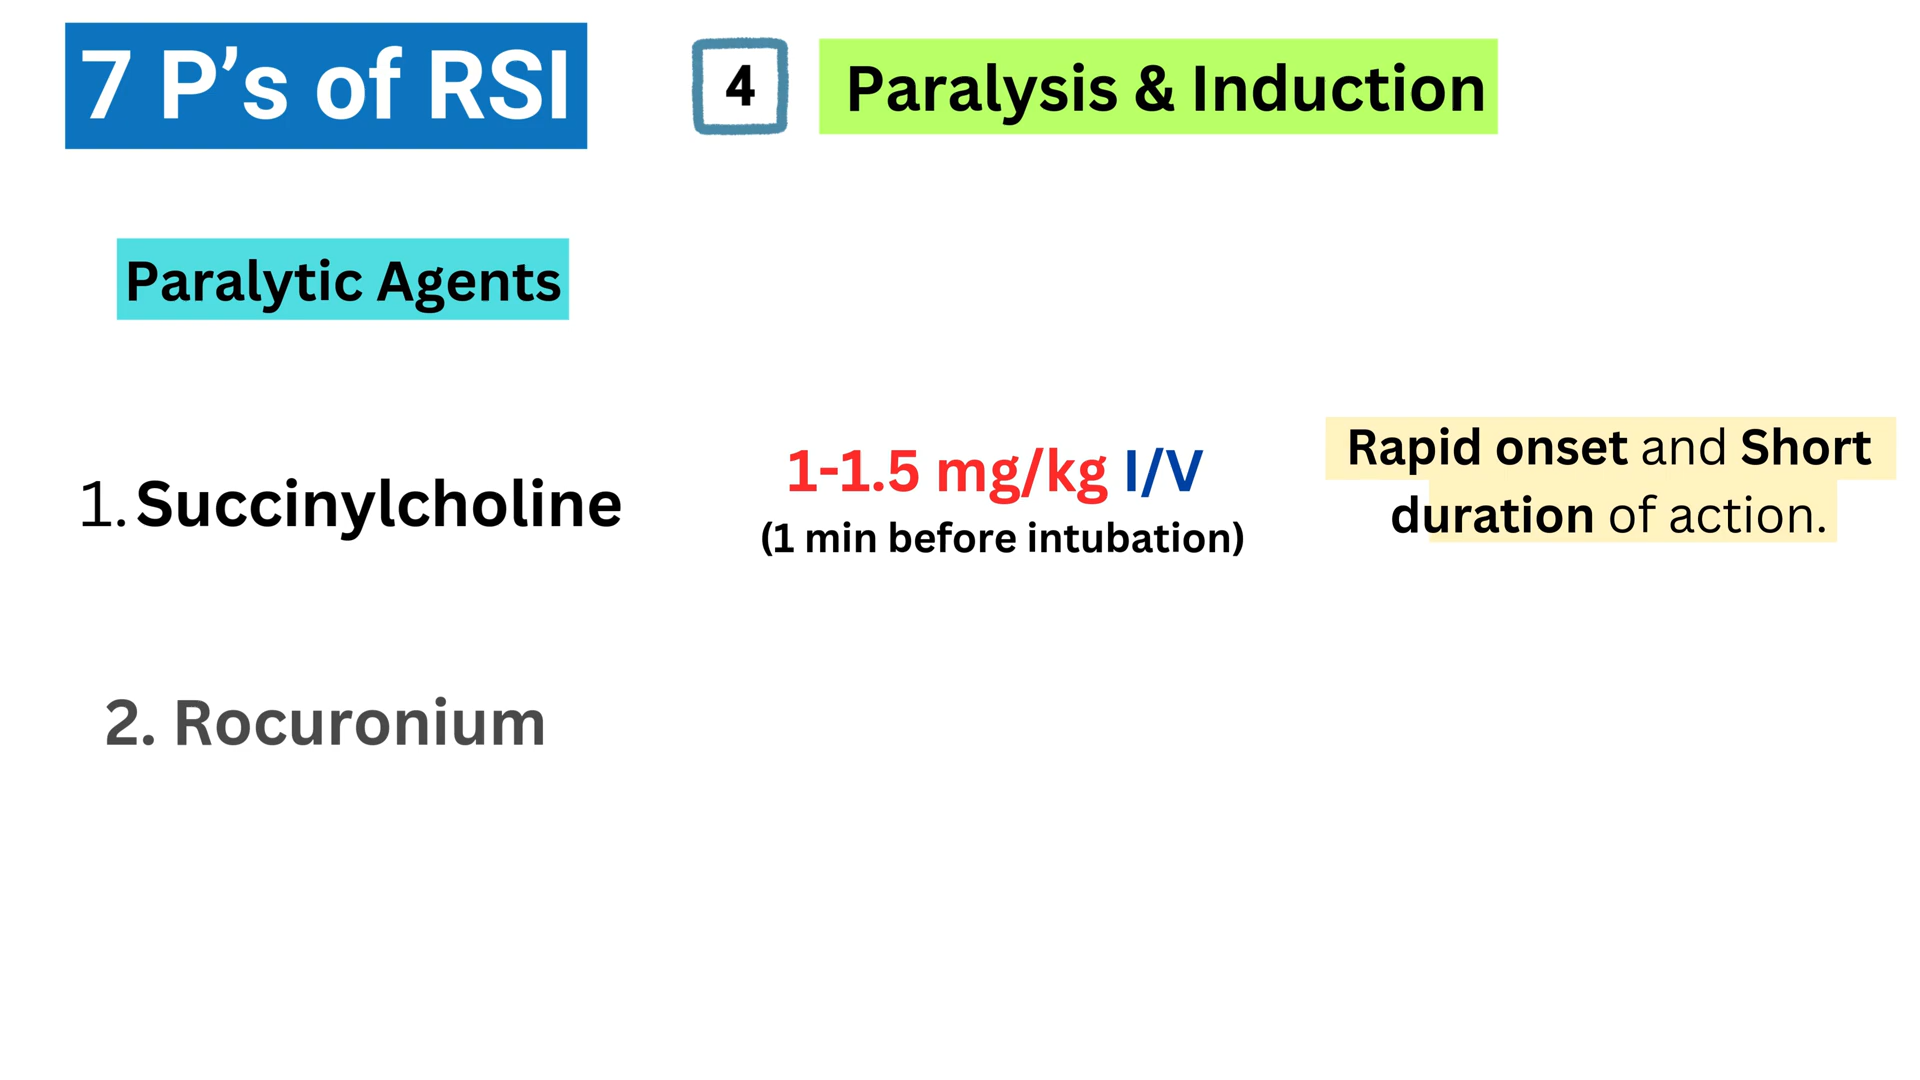 7 P’s of RSI
4
Paralysis & Induction
Paralytic Agents
1. Succinylcholine
1-1.5 mg/kg I/V
(1 min before intubation)
Rapid onset and Short
duration of action.
2. Rocuronium